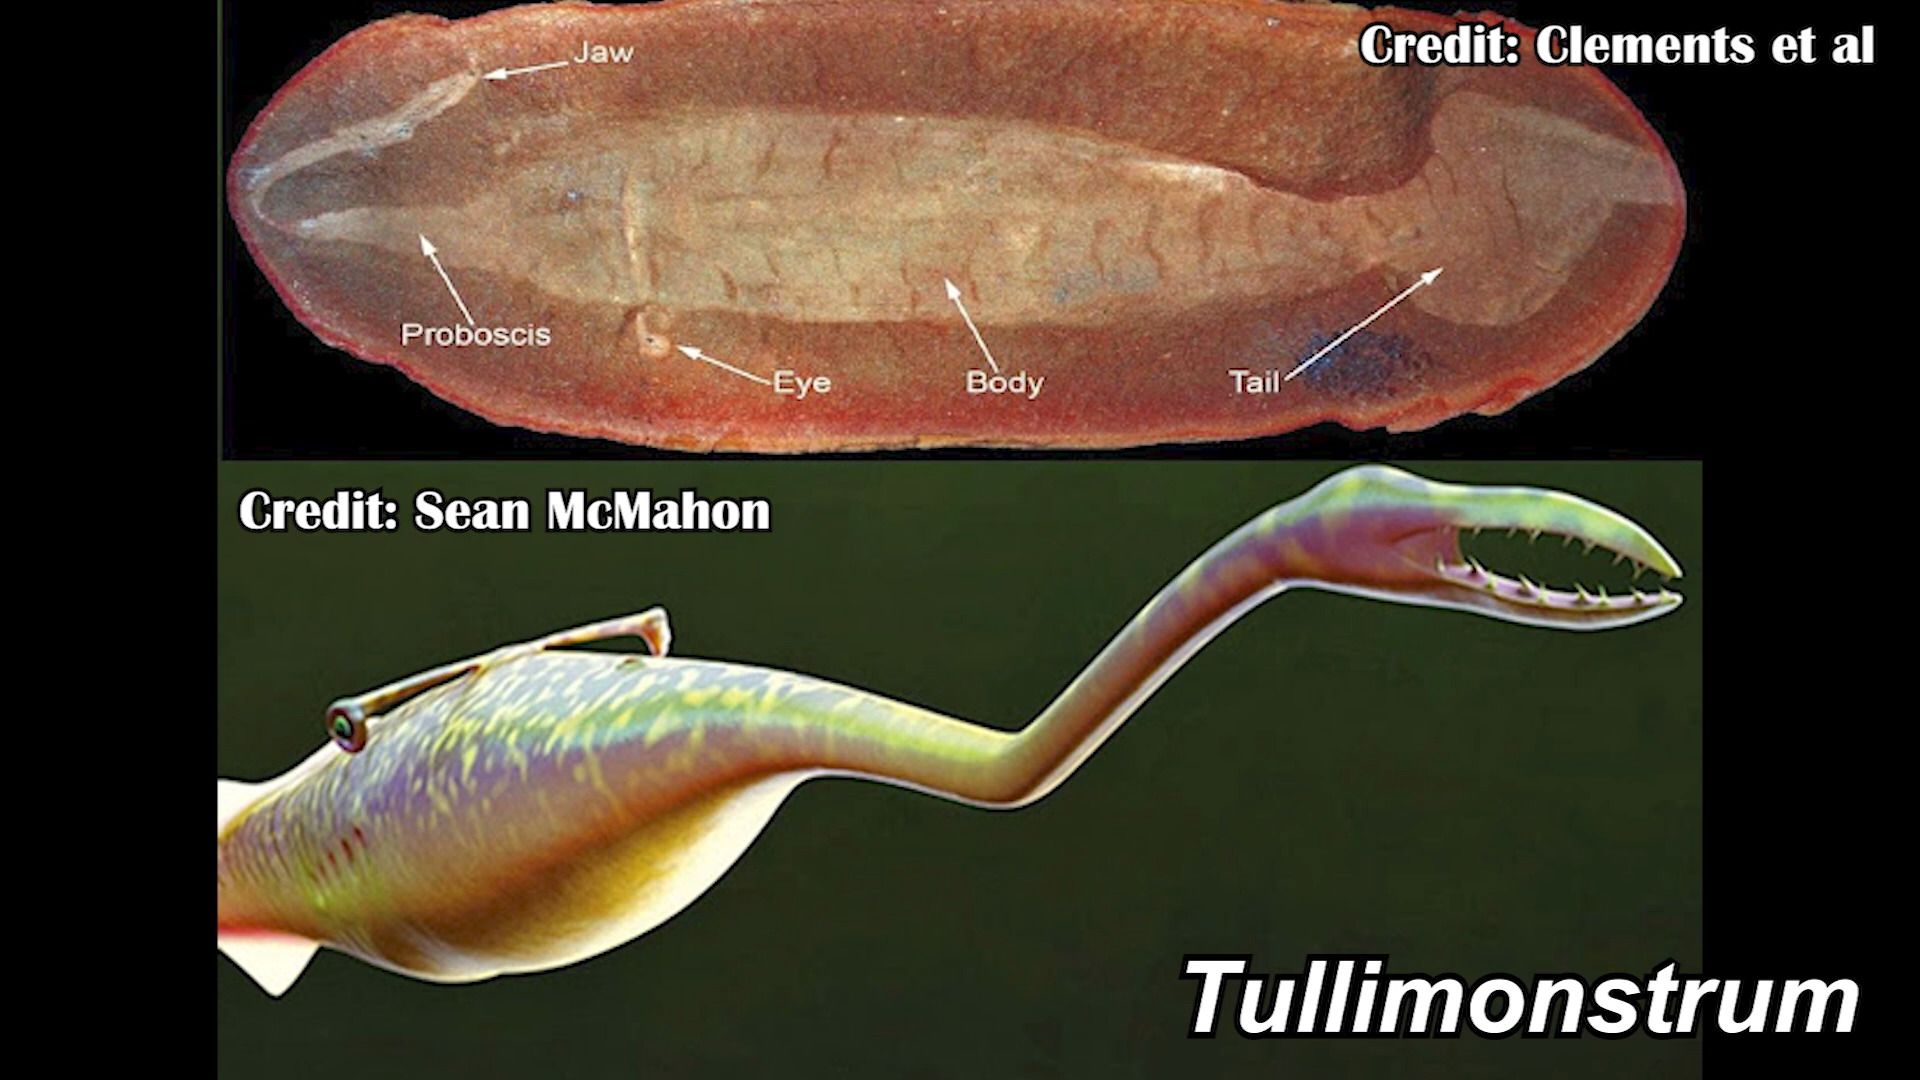 Credit: Clements et al
Jaw
Proboscis
Eye
Body
Tail
Credit: Sean McMahon
Tullimonstrum